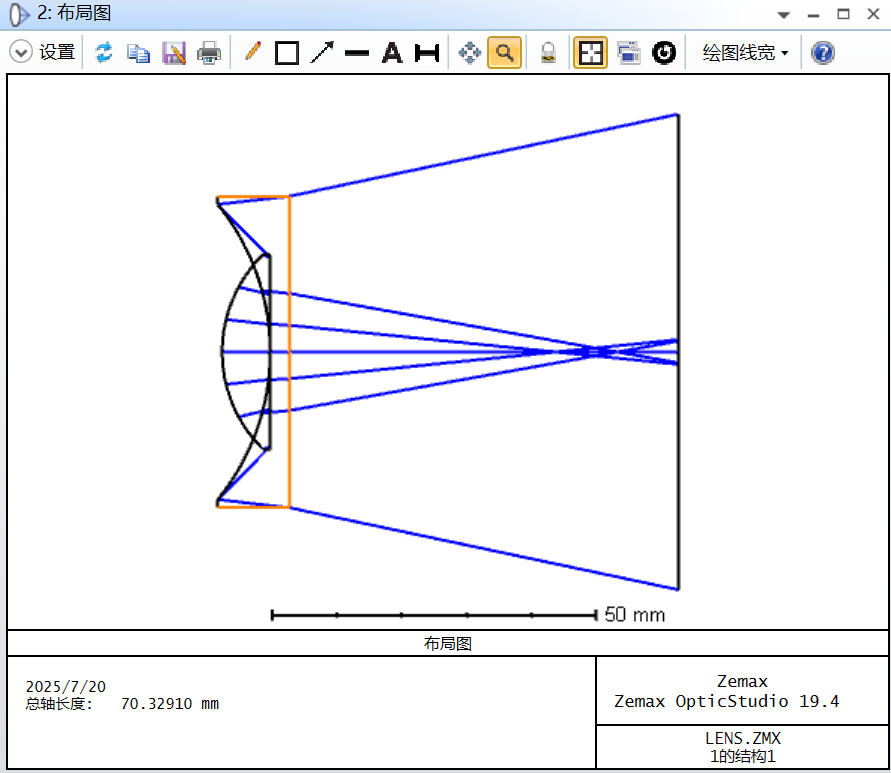 2: 布局图
设置
A
绘图线宽
50 mm
布局图
2025/7/20
总轴长度: 70.32910 mm
Zemax
Zemax OpticStudio 19.4
LENS.ZMX
1的结构1